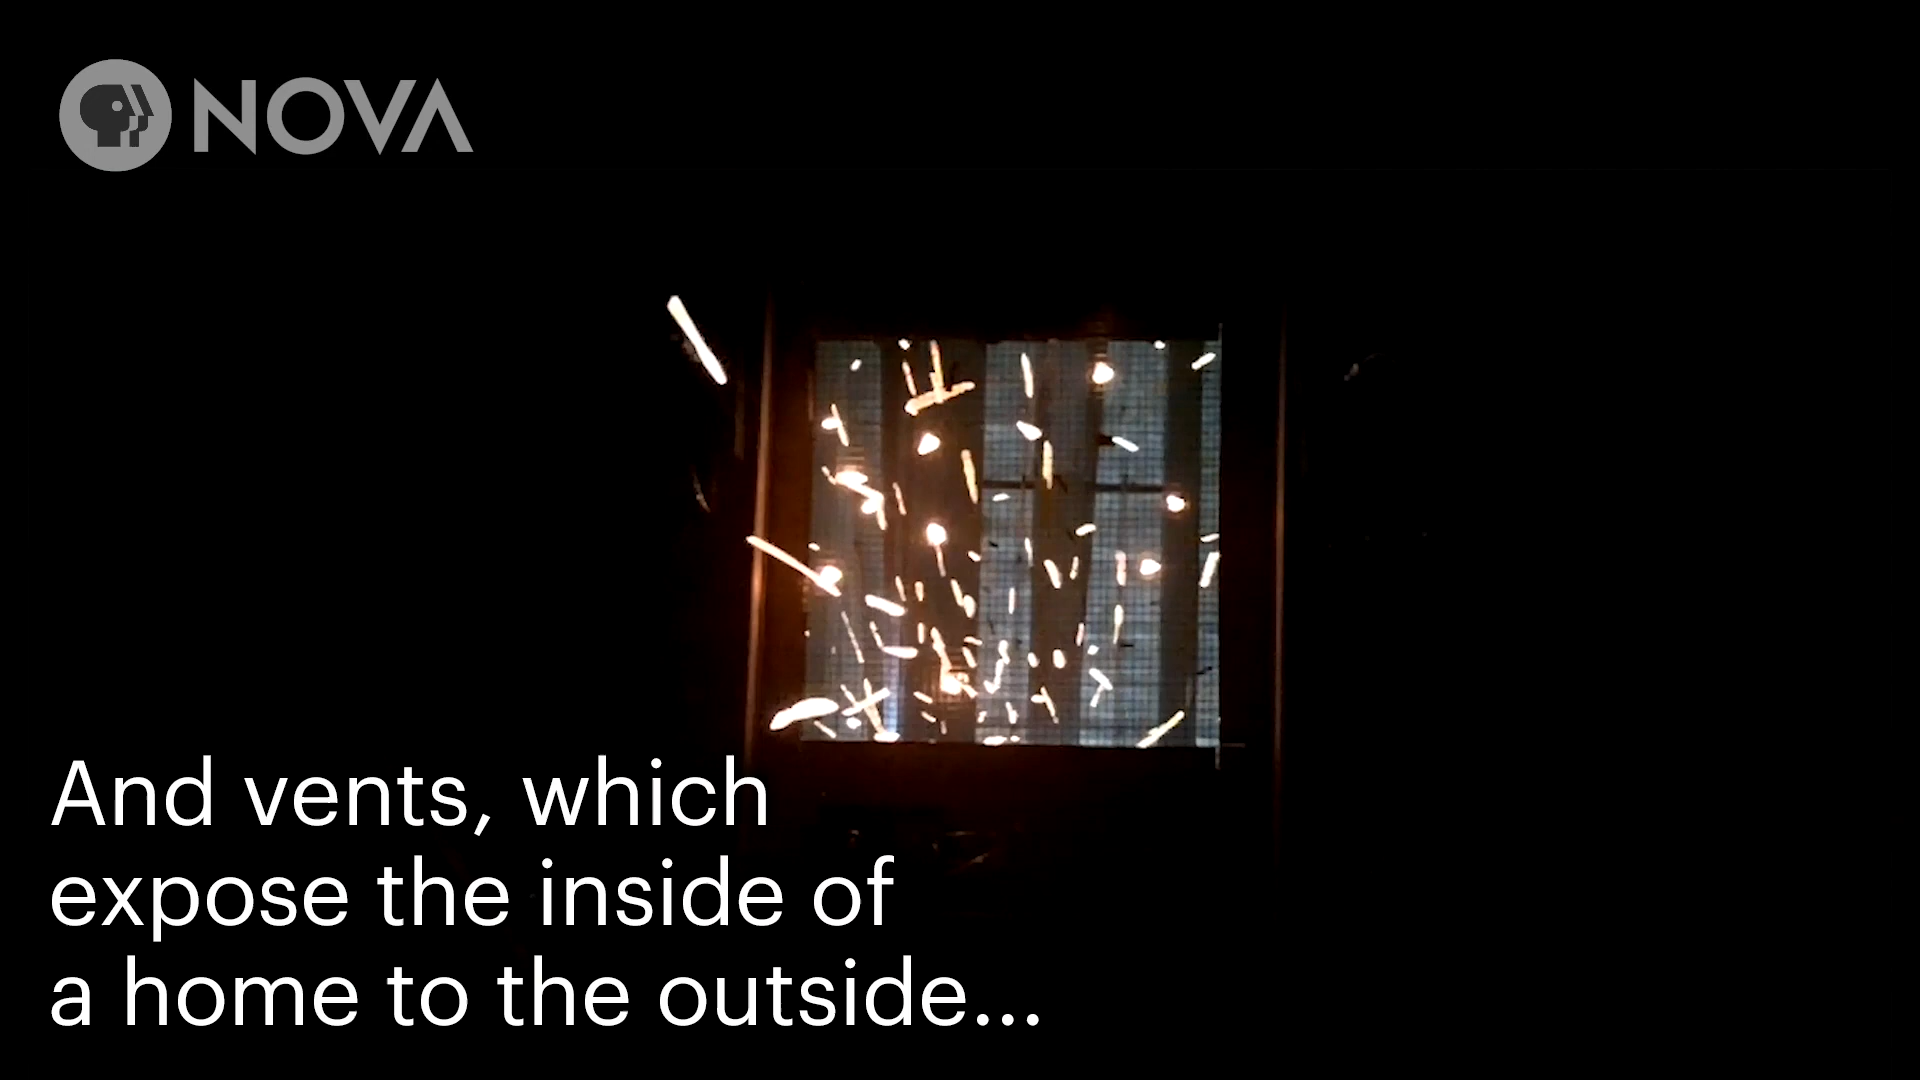 NOVA
And vents, which
expose the inside of
a home to the outside...